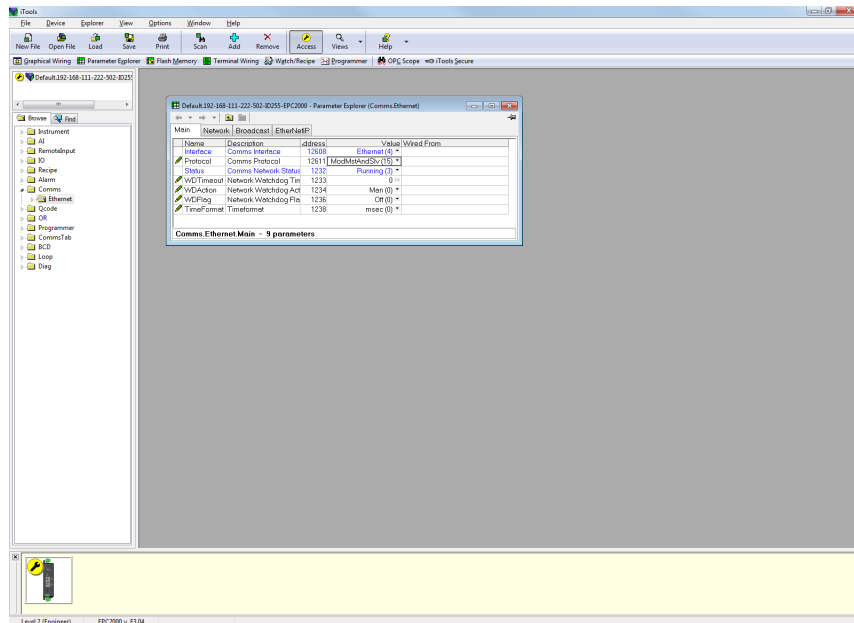 iTools
File Device Explorer View Options Window Help
New File Open File Load Save Print Scan Add Remove Access Views Help
Graphical Wiring Parameter Explorer Flash Memory Terminal Wiring Watch/Recipe Programmer OPC Scope iTools Secure
Default.192-168-111-222-502-ID255
Browse Find
Instrument
AI
RemoteInput
IO
Recipe
Alarm
Comms
Ethernet
Qcode
OR
Programmer
CommsTab
BCD
Loop
Diag
Default.192-168-111-222-502-ID255-EPC2000 - Parameter Explorer (Comms.Ethernet)
Main Network Broadcast EtherNetIP
Name Description ddress Value Wired From
Interface Comms Interface 12608 Ethernet (4)
Protocol Comms Protocol 12611 ModMstAndSlv (15)
Status Comms Network Status 1232 Running (3)
WDTimeout Network Watchdog Tim 1233 0
WDAction Network Watchdog Act 1234 Man (0)
WDFlag Network Watchdog Fla 1236 Off (0)
TimeFormat Timeformat 1238 msec (0)
Comms.Ethernet.Main - 9 parameters
Level 2 (Engineer) EPC2000 v. E3.04